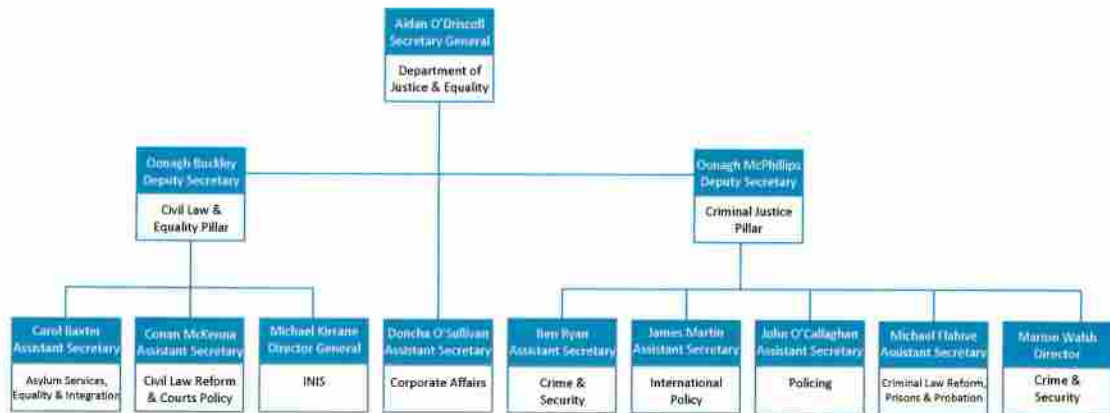 Aidan O'Driscoll
Secretary General
Department of
Justice & Equality
Oonagh Buckley
Deputy Secretary
Civil Law &
Equality Pillar
Oonagh McPhillips
Deputy Secretary
Criminal Justice
Pillar
Carol Baxter
Assistant Secretary
Asylum Services,
Equality & Integration
Conan McKenna
Assistant Secretary
Civil Law Reform
& Courts Policy
Michael Kirrane
Director General
INIS
Doncha O'Sullivan
Assistant Secretary
Corporate Affairs
Ben Ryan
Assistant Secretary
Crime &
Security
James Martin
Assistant Secretary
International
Policy
John O'Callaghan
Assistant Secretary
Policing
Michael Flahive
Assistant Secretary
Criminal Law Reform,
Prisons & Probation
Marion Walsh
Director
Crime &
Security